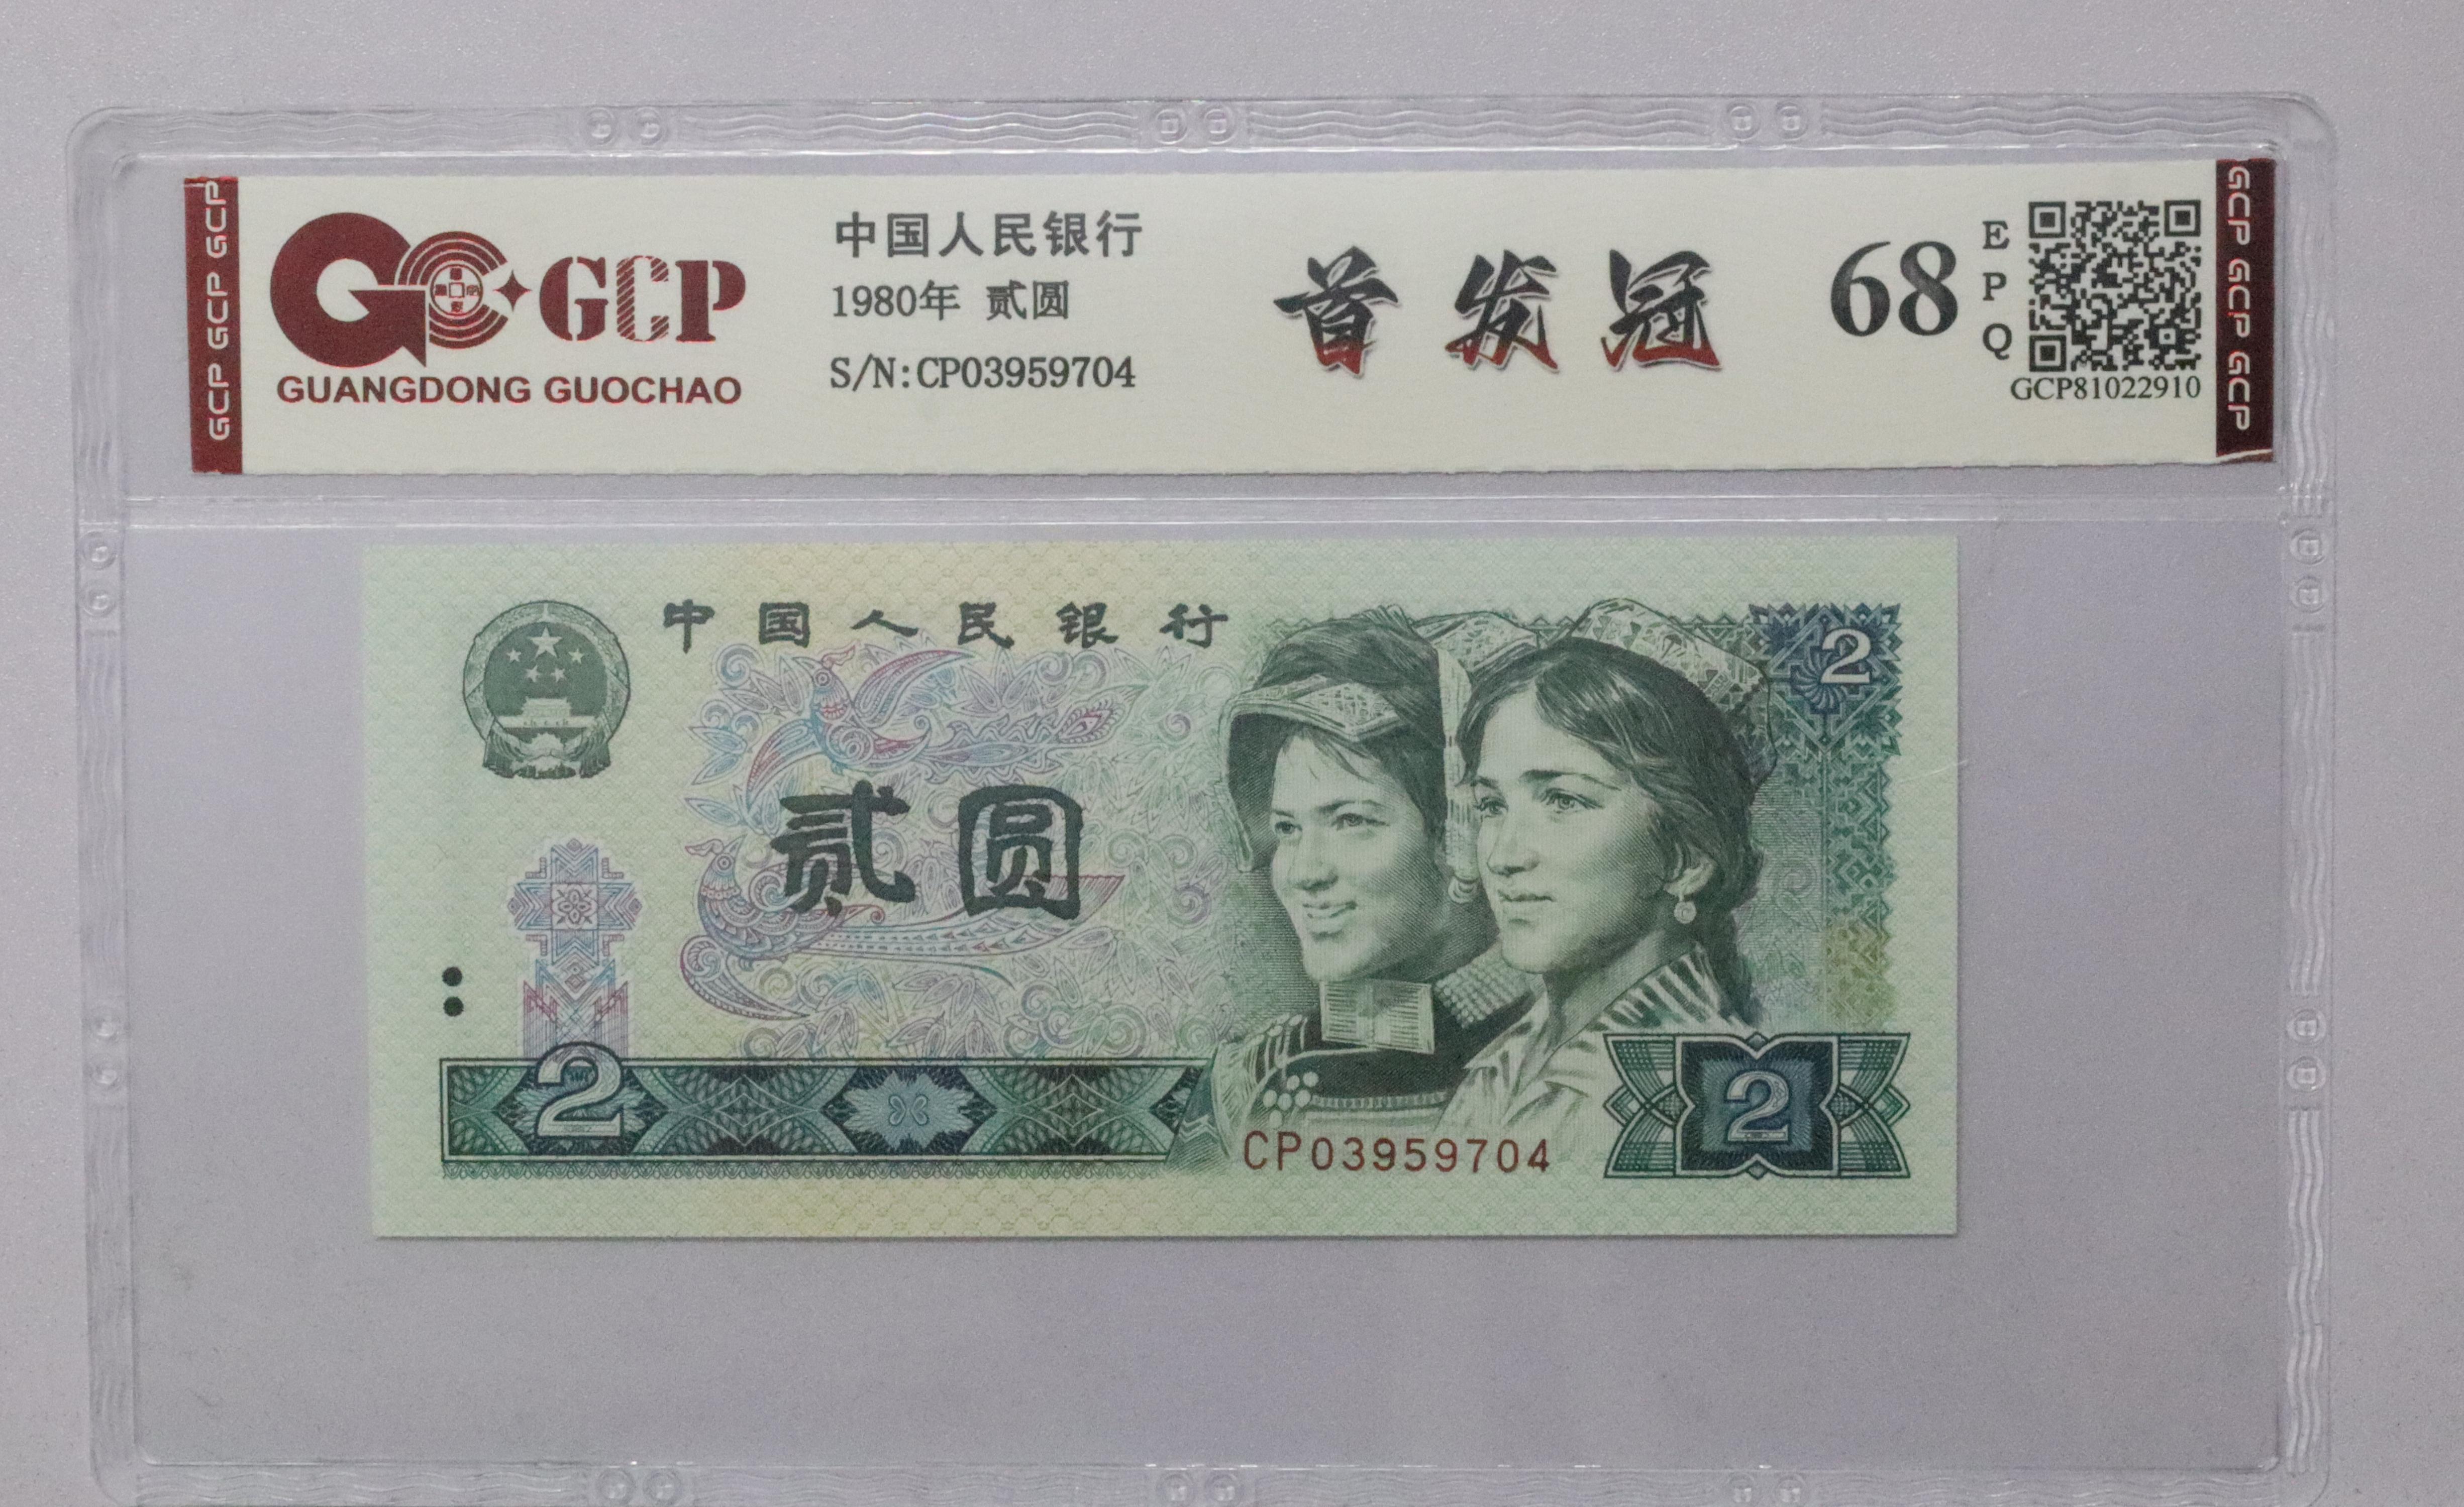 GCP GCP GCP
GCP
GUANGDONG GUOCHAO
中国人民银行
1980年 贰圆
S/N:CP03959704
首发冠
68
EPQ
GCP81022910
GCP GCP GCP
中国人民银行
2
贰圆
2
CP03959704
2